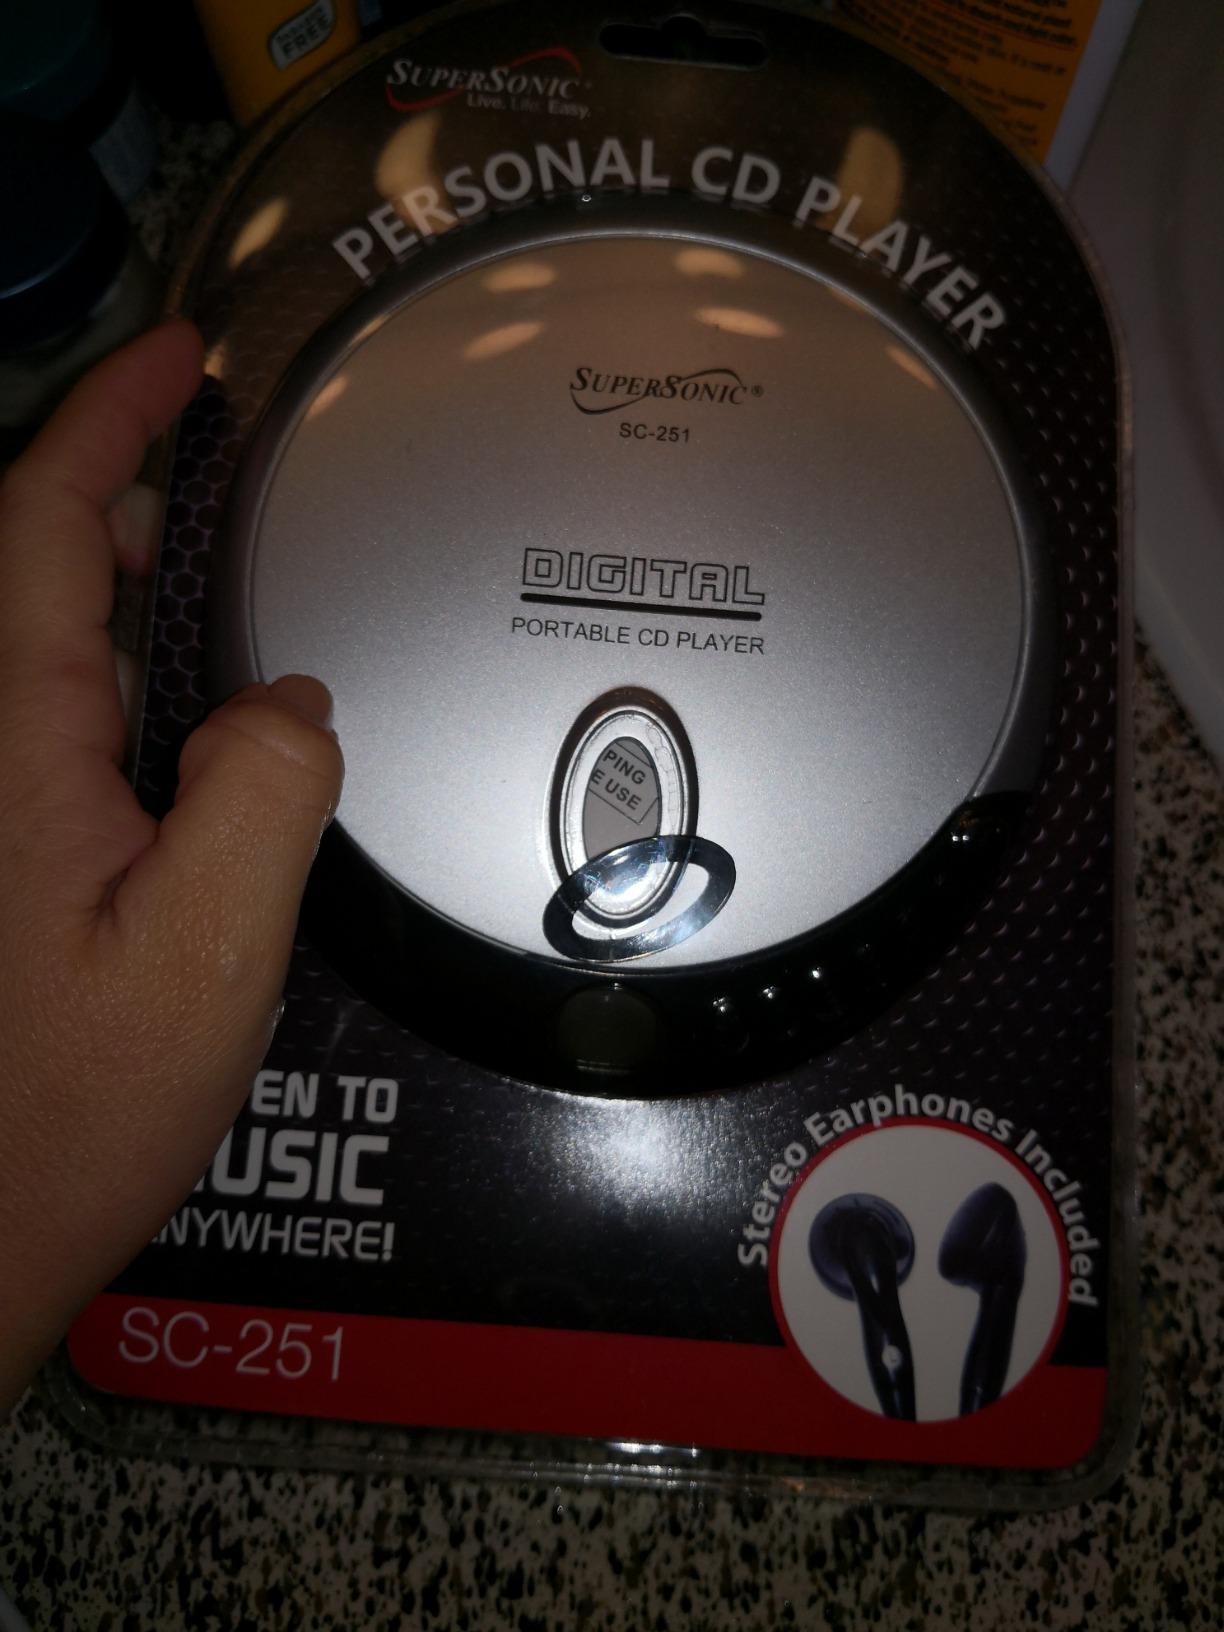 SUPERSONIC®
Live. Life. Easy.
PERSONAL CD PLAYER
SUPERSONIC®
SC-251
DIGITAL
PORTABLE CD PLAYER
PING
E USE
EN TO
USIC
NYWHERE!
Stereo Earphones Included
SC-251
FREE